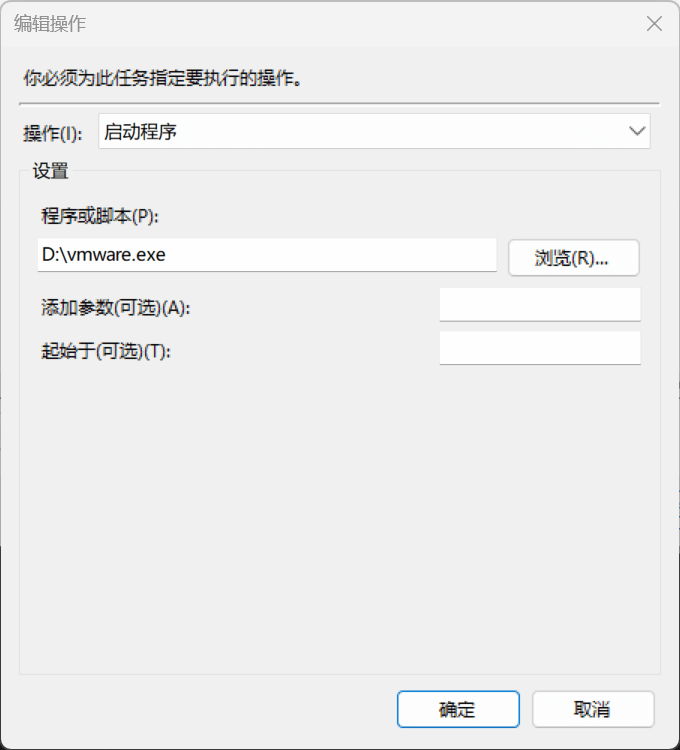 编辑操作
你必须为此任务指定要执行的操作。
操作(I): 启动程序
设置
程序或脚本(P):
D:\vmware.exe 浏览(R)...
添加参数(可选)(A):
起始于(可选)(T):
确定 取消